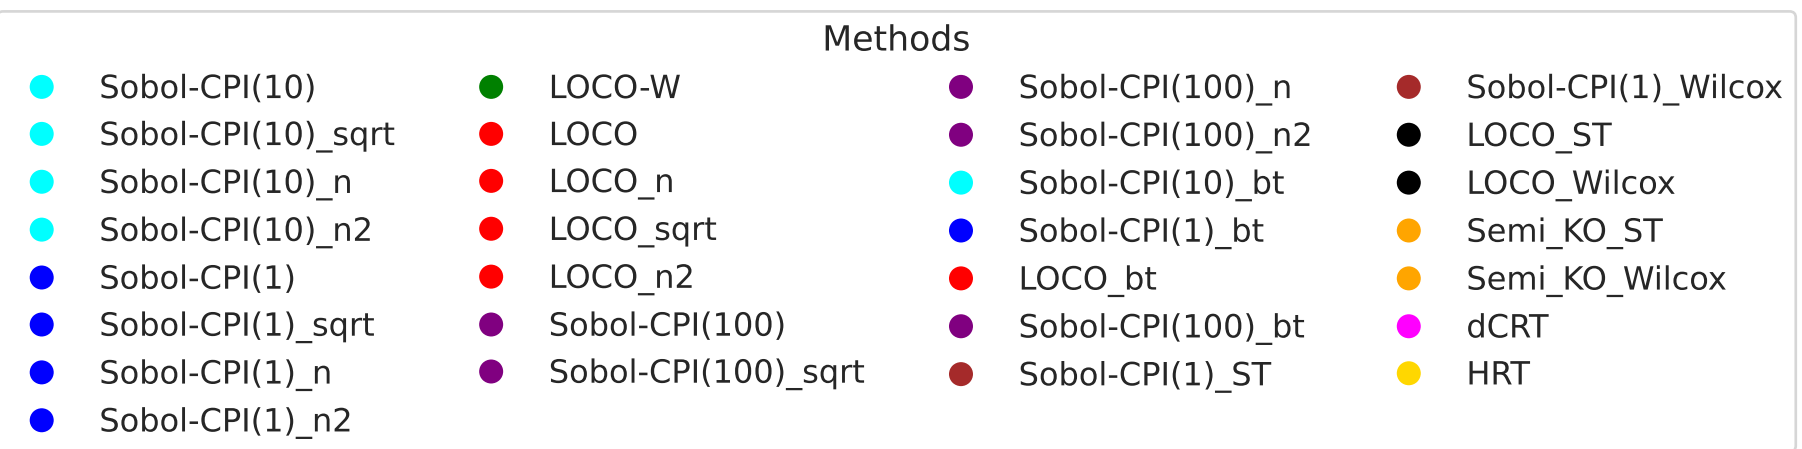 Methods
Sobol-CPI(10)
Sobol-CPI(10)_sqrt
Sobol-CPI(10)_n
Sobol-CPI(10)_n2
Sobol-CPI(1)
Sobol-CPI(1)_sqrt
Sobol-CPI(1)_n
Sobol-CPI(1)_n2
LOCO-W
LOCO
LOCO_n
LOCO_sqrt
LOCO_n2
Sobol-CPI(100)
Sobol-CPI(100)_sqrt
Sobol-CPI(100)_n
Sobol-CPI(100)_n2
Sobol-CPI(10)_bt
Sobol-CPI(1)_bt
LOCO_bt
Sobol-CPI(100)_bt
Sobol-CPI(1)_ST
Sobol-CPI(1)_Wilcox
LOCO_ST
LOCO_Wilcox
Semi_KO_ST
Semi_KO_Wilcox
dCRT
HRT